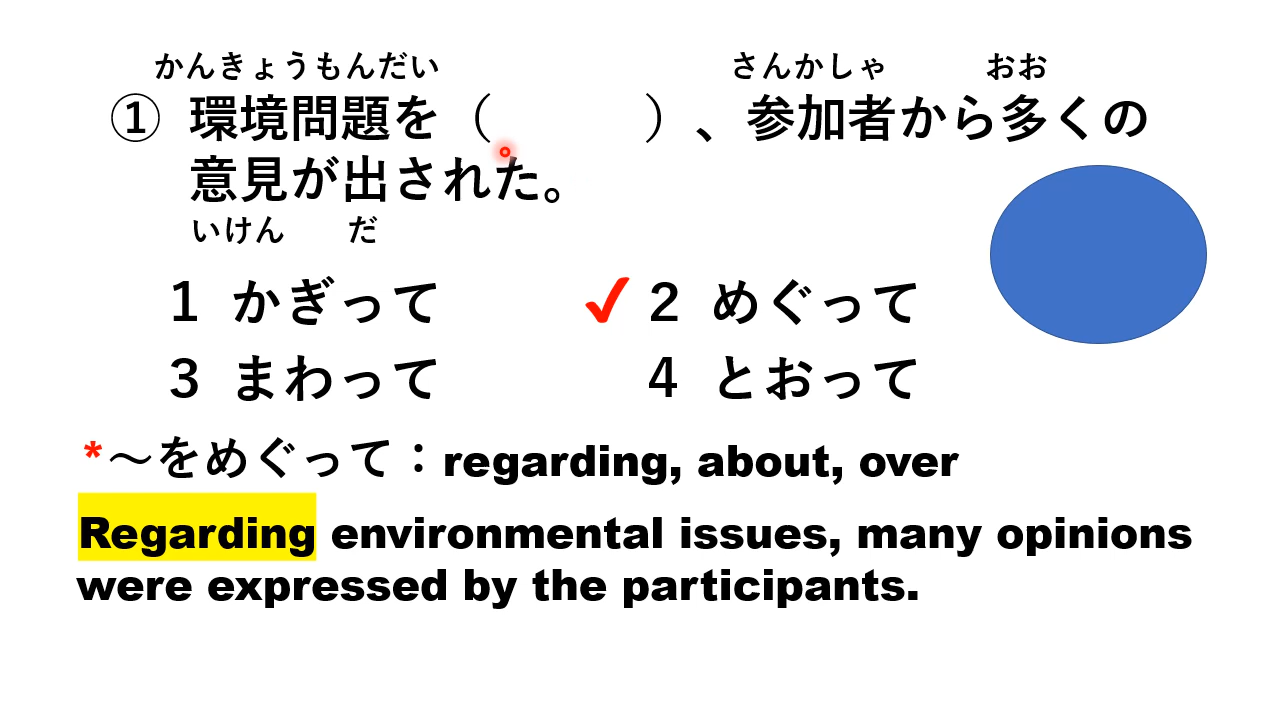 かんきょうもんだい さんかしゃ おお
① 環境問題を（ ）、参加者から多くの
意見が出された。
いけん だ
1 かぎって ✓ 2 めぐって
3 まわって 4 とおって
*～をめぐって：regarding, about, over
Regarding environmental issues, many opinions
were expressed by the participants.